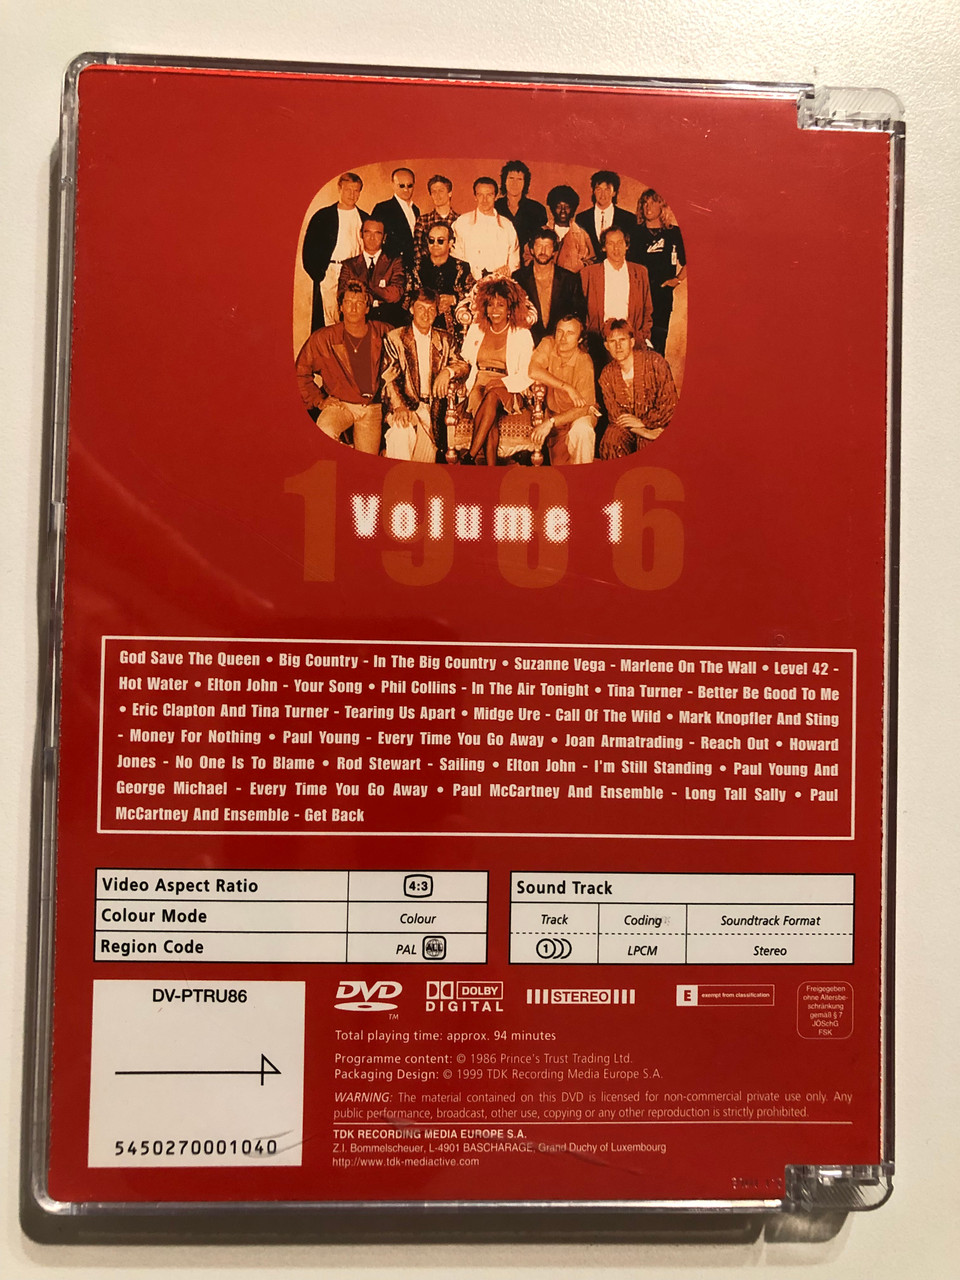 1986
Volume 1
God Save The Queen • Big Country - In The Big Country • Suzanne Vega - Marlene On The Wall • Level 42 -
Hot Water • Elton John - Your Song • Phil Collins - In The Air Tonight • Tina Turner - Better Be Good To Me
• Eric Clapton And Tina Turner - Tearing Us Apart • Midge Ure - Call Of The Wild • Mark Knopfler And Sting
- Money For Nothing • Paul Young - Every Time You Go Away • Joan Armatrading - Reach Out • Howard
Jones - No One Is To Blame • Rod Stewart - Sailing • Elton John - I'm Still Standing • Paul Young And
George Michael - Every Time You Go Away • Paul McCartney And Ensemble - Long Tall Sally • Paul
McCartney And Ensemble - Get Back
Video Aspect Ratio 4:3
Colour Mode Colour
Region Code PAL ALL
Sound Track
Track Coding Soundtrack Format
1 LPCM Stereo
DV-PTRU86
5450270001040
DVD TM
DOLBY
DIGITAL
STEREO
E exempt from classification
Freigegeben
ohne Altersbe-
schränkung
gemäß § 7
JÖSchG
FSK
Total playing time: approx. 94 minutes
Programme content: © 1986 Prince's Trust Trading Ltd.
Packaging Design: © 1999 TDK Recording Media Europe S.A.
WARNING: The material contained on this DVD is licensed for non-commercial private use only. Any
public performance, broadcast, other use, copying or any other reproduction is strictly prohibited.
TDK RECORDING MEDIA EUROPE S.A.
Z.I. Bommelscheuer, L-4901 BASCHARAGE, Grand Duchy of Luxembourg
http://www.tdk-mediactive.com